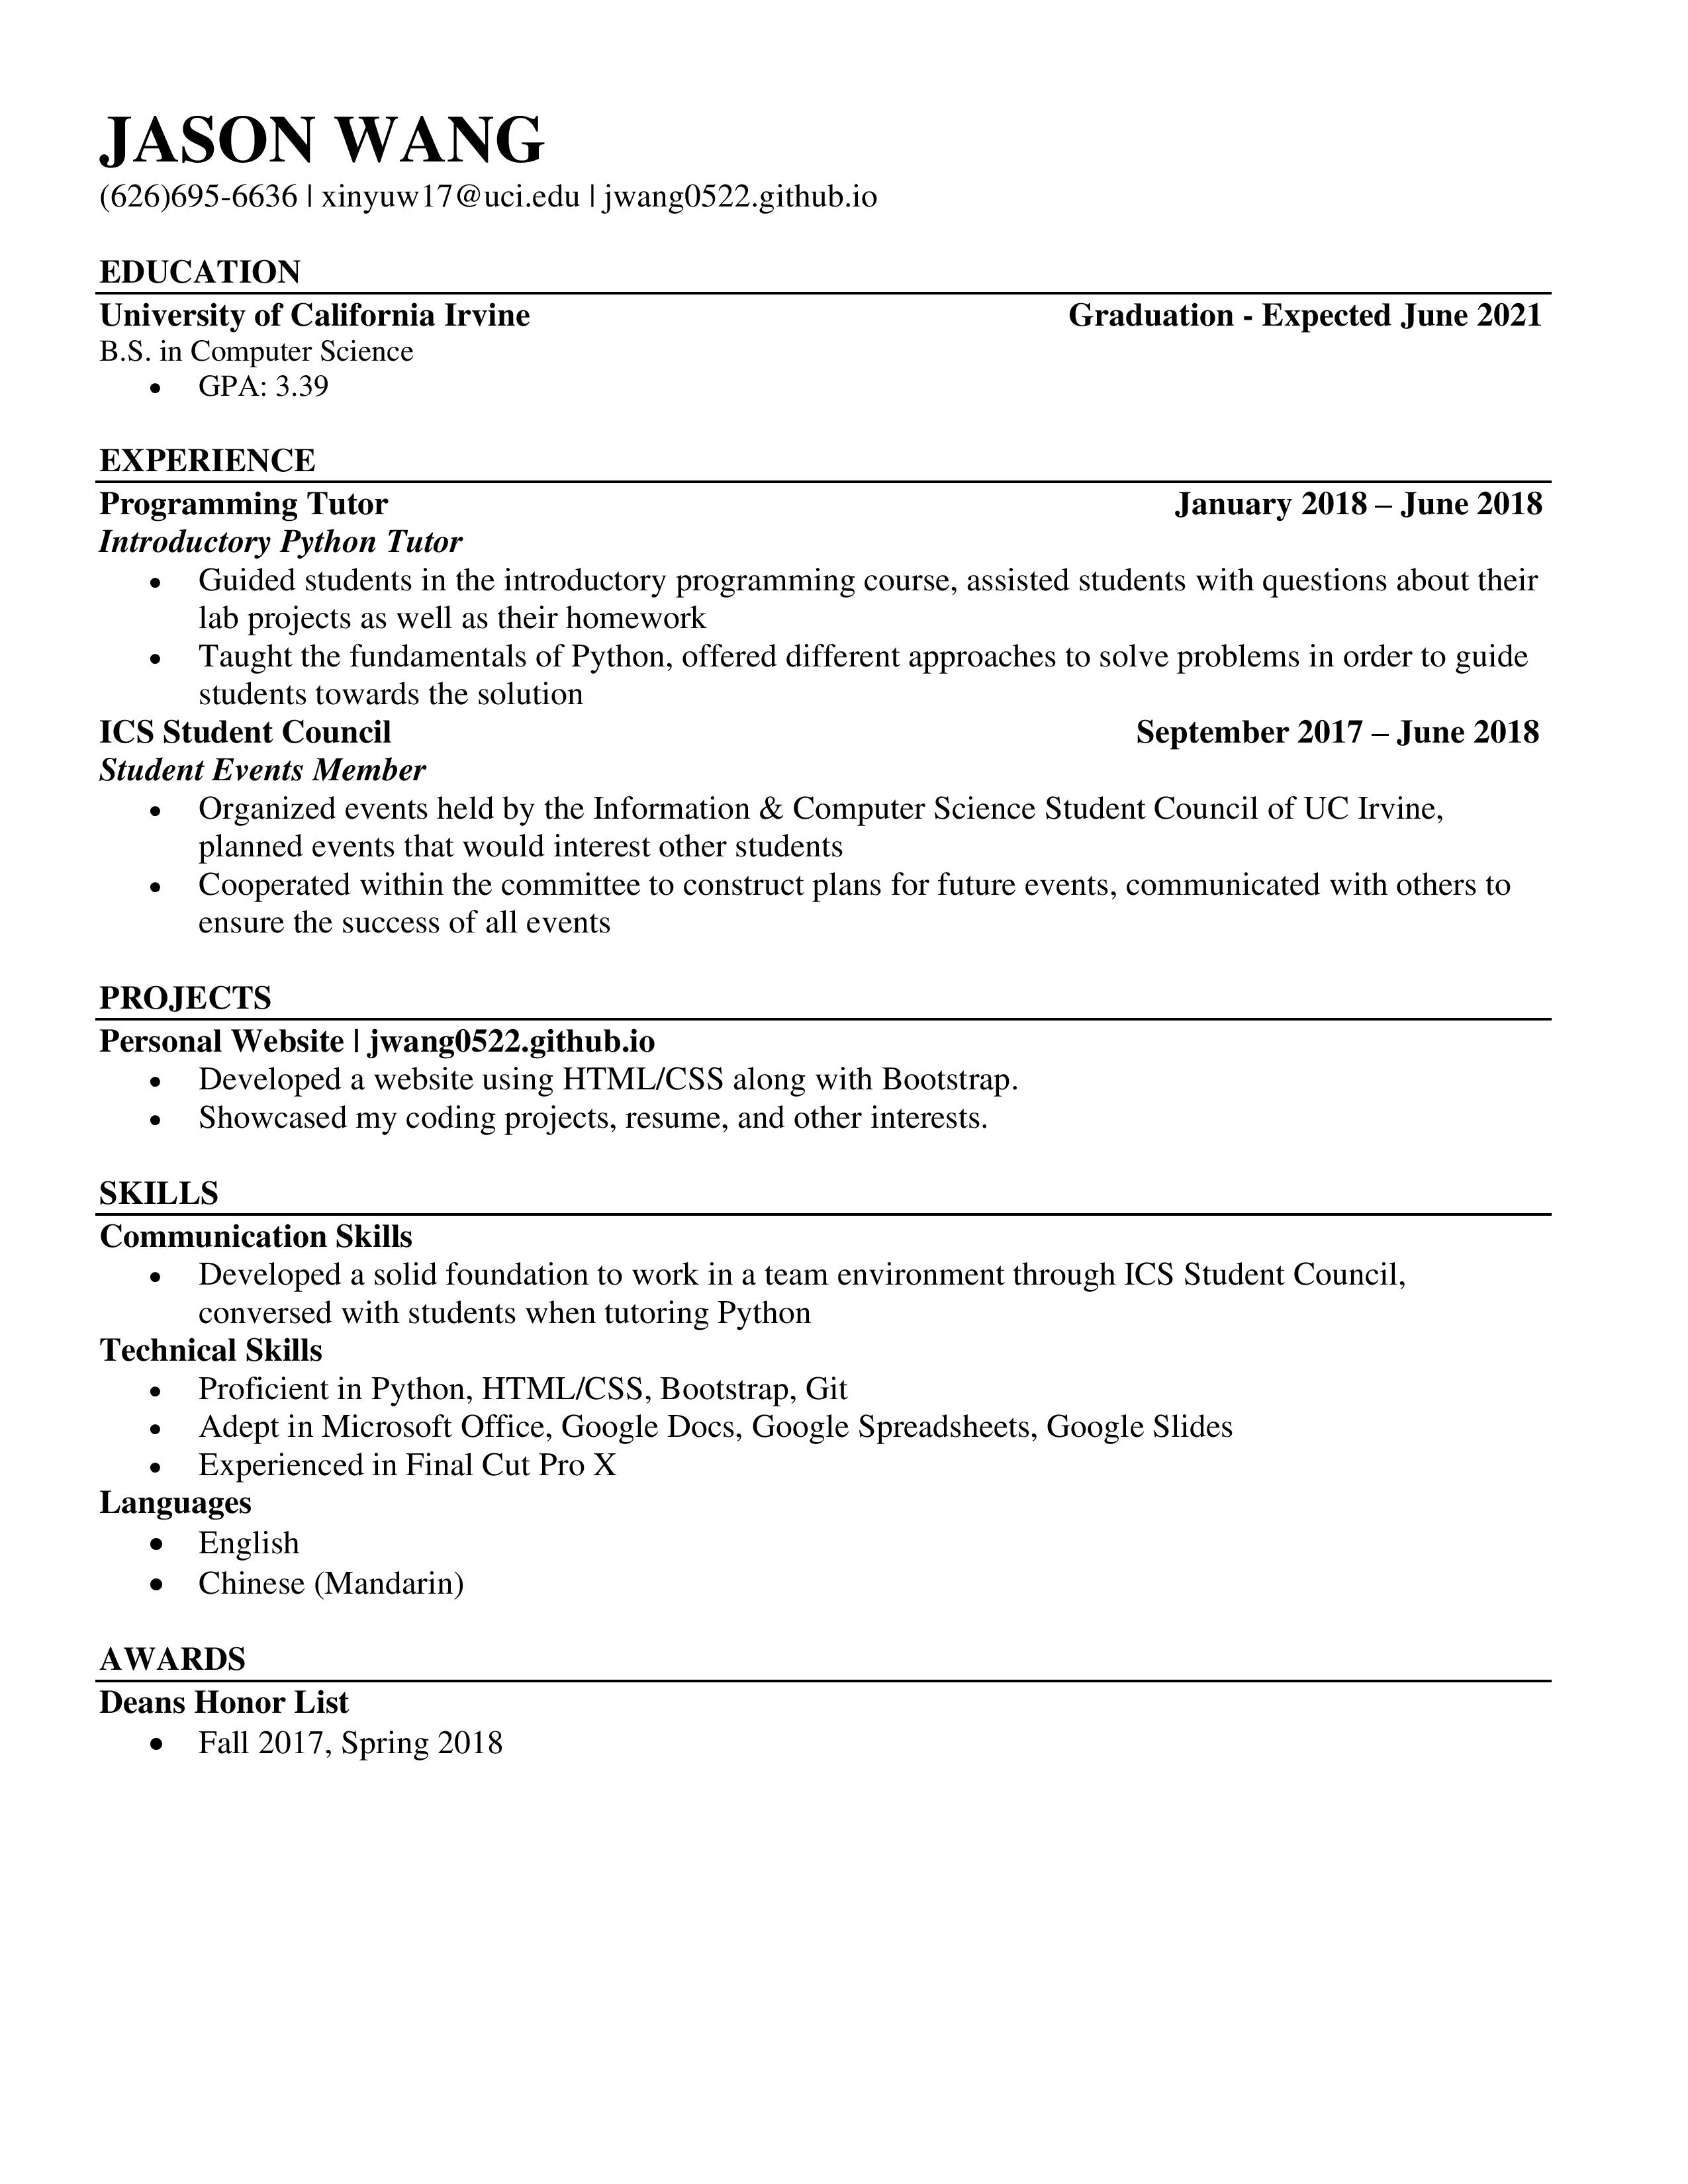 JASON WANG
(626)695-6636 | xinyuw17@uci.edu | jwang0522.github.io
EDUCATION
University of California Irvine Graduation - Expected June 2021
B.S. in Computer Science
• GPA: 3.39
EXPERIENCE
Programming Tutor January 2018 – June 2018
Introductory Python Tutor
• Guided students in the introductory programming course, assisted students with questions about their
lab projects as well as their homework
• Taught the fundamentals of Python, offered different approaches to solve problems in order to guide
students towards the solution
ICS Student Council September 2017 – June 2018
Student Events Member
• Organized events held by the Information & Computer Science Student Council of UC Irvine,
planned events that would interest other students
• Cooperated within the committee to construct plans for future events, communicated with others to
ensure the success of all events
PROJECTS
Personal Website | jwang0522.github.io
• Developed a website using HTML/CSS along with Bootstrap.
• Showcased my coding projects, resume, and other interests.
SKILLS
Communication Skills
• Developed a solid foundation to work in a team environment through ICS Student Council,
conversed with students when tutoring Python
Technical Skills
• Proficient in Python, HTML/CSS, Bootstrap, Git
• Adept in Microsoft Office, Google Docs, Google Spreadsheets, Google Slides
• Experienced in Final Cut Pro X
Languages
• English
• Chinese (Mandarin)
AWARDS
Deans Honor List
• Fall 2017, Spring 2018